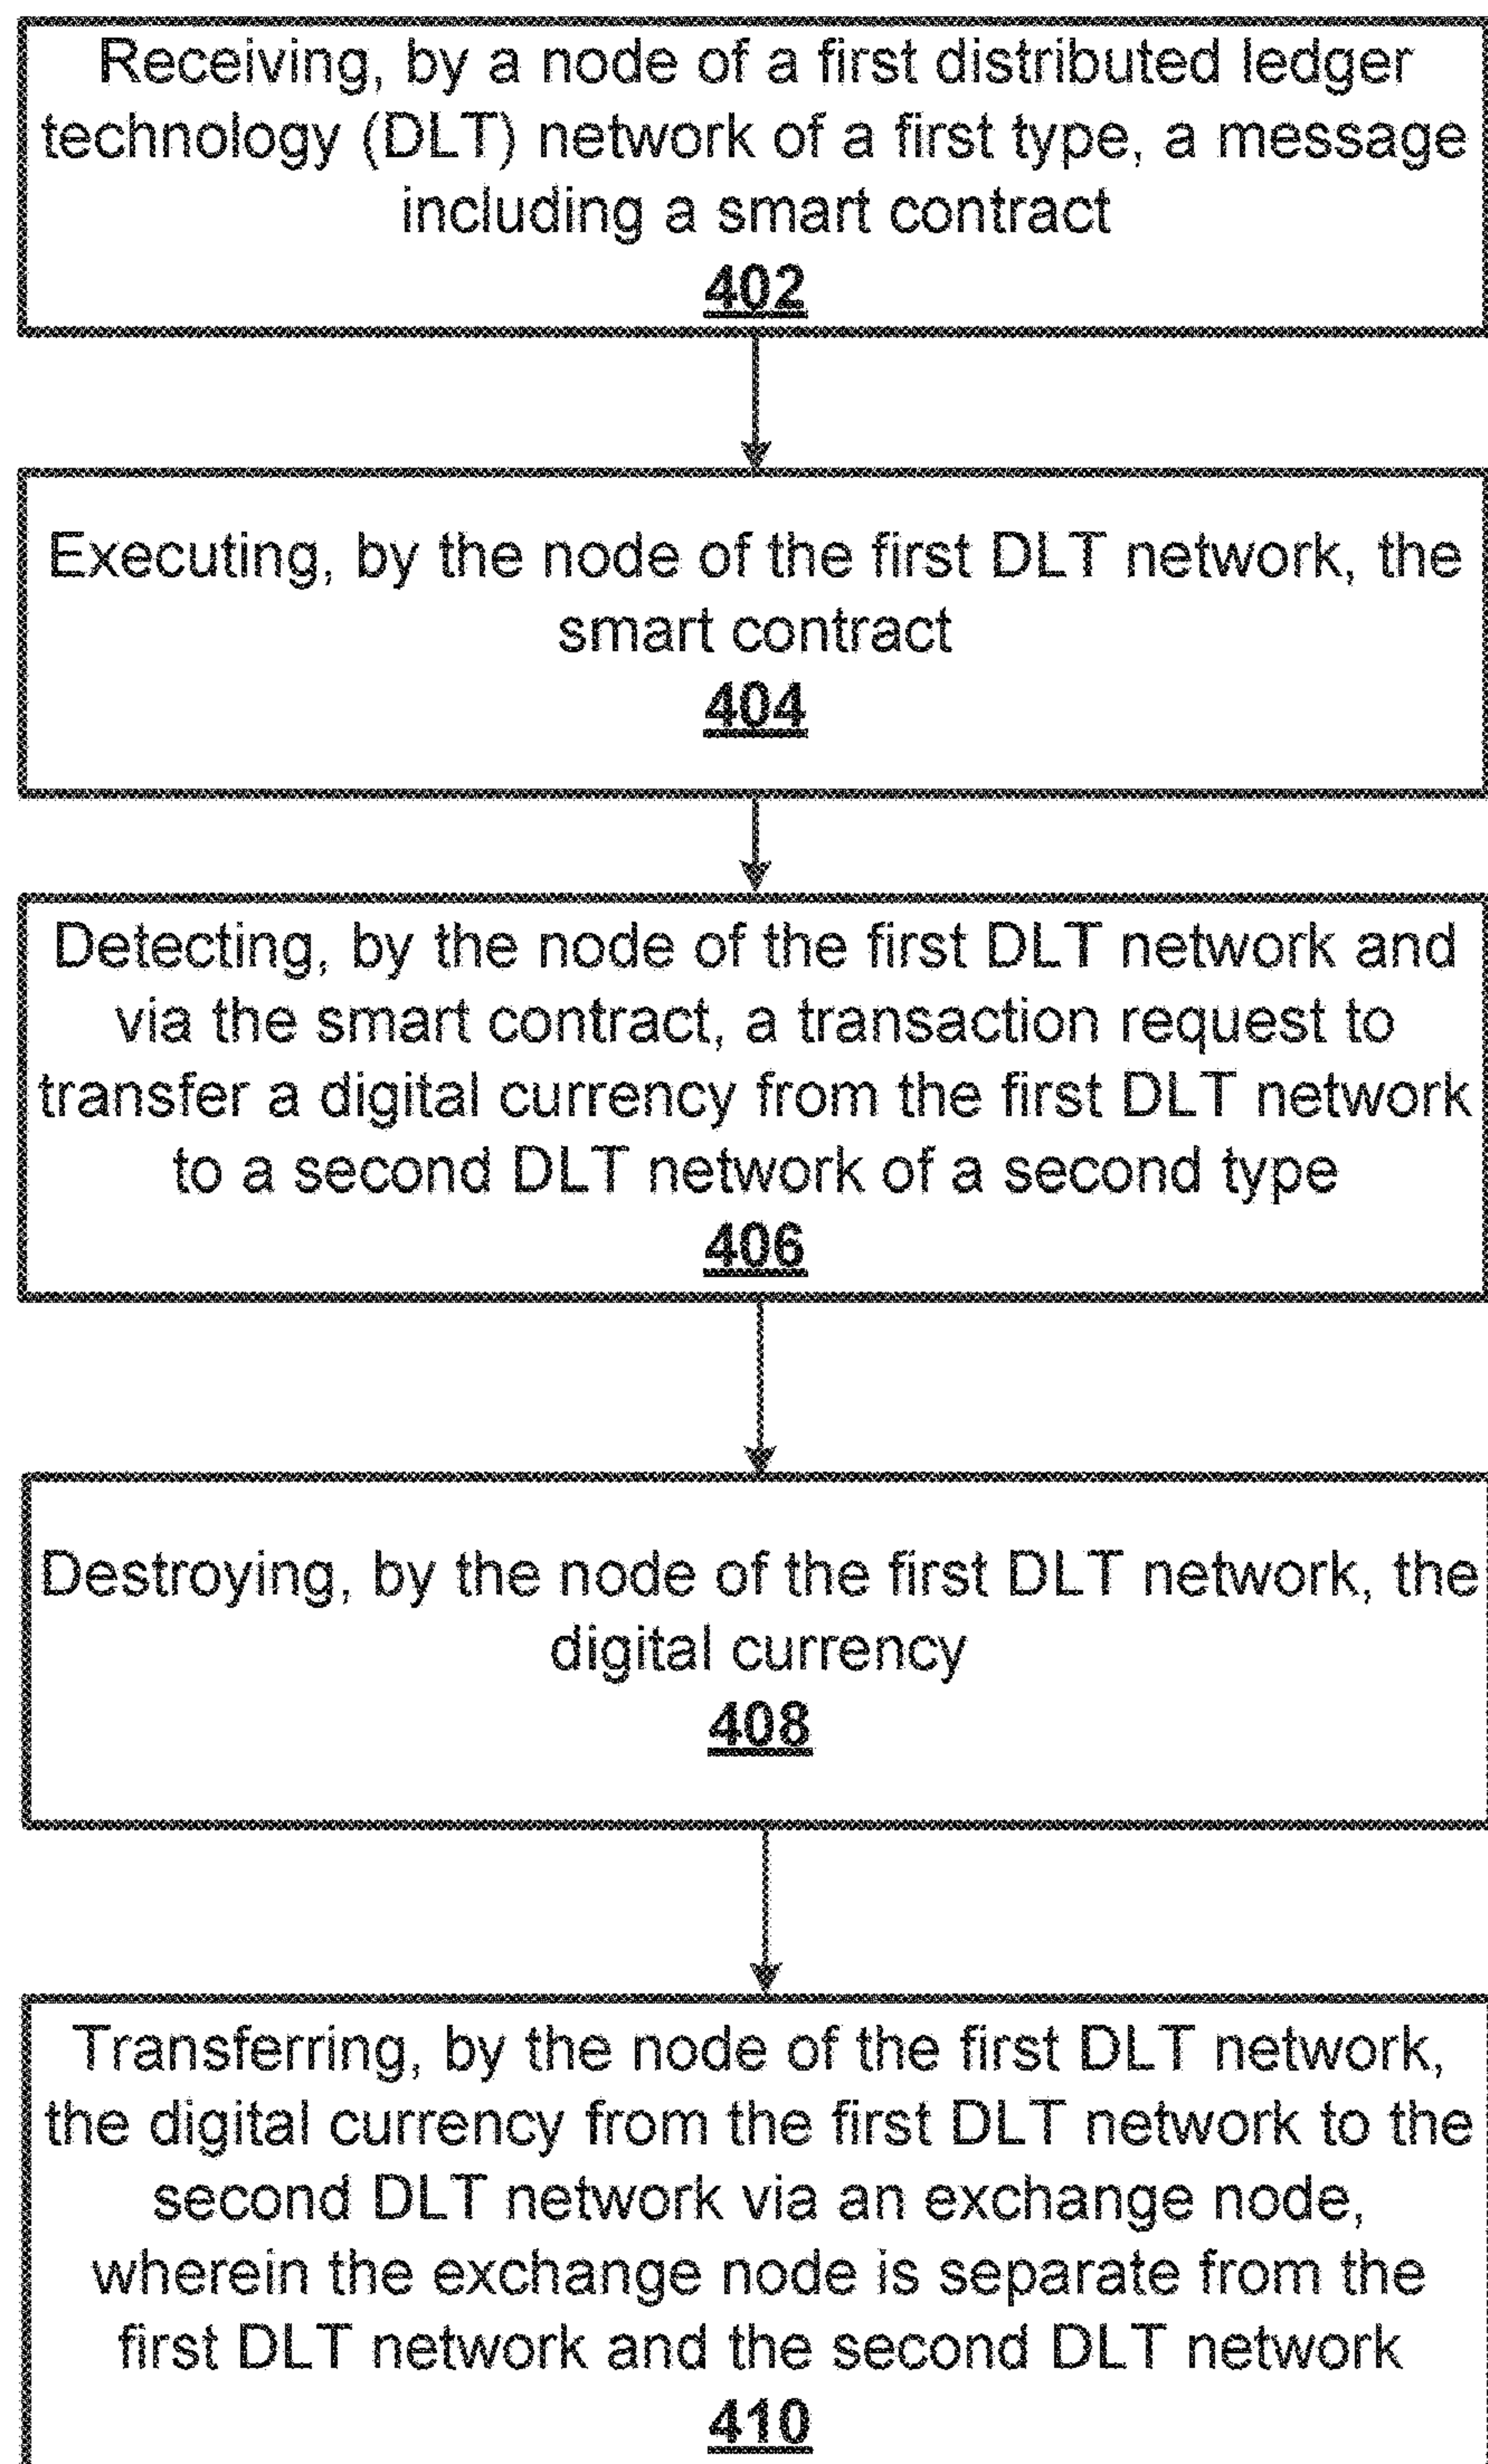 Receiving, by a node of a first distributed ledger
technology (DLT) network of a first type, a message
including a smart contract
402
Executing, by the node of the first DLT network, the
smart contract
404
Detecting, by the node of the first DLT network and
via the smart contract, a transaction request to
transfer a digital currency from the first DLT network
to a second DLT network of a second type
406
Destroying, by the node of the first DLT network, the
digital currency
408
Transferring, by the node of the first DLT network,
the digital currency from the first DLT network to the
second DLT network via an exchange node,
wherein the exchange node is separate from the
first DLT network and the second DLT network
410